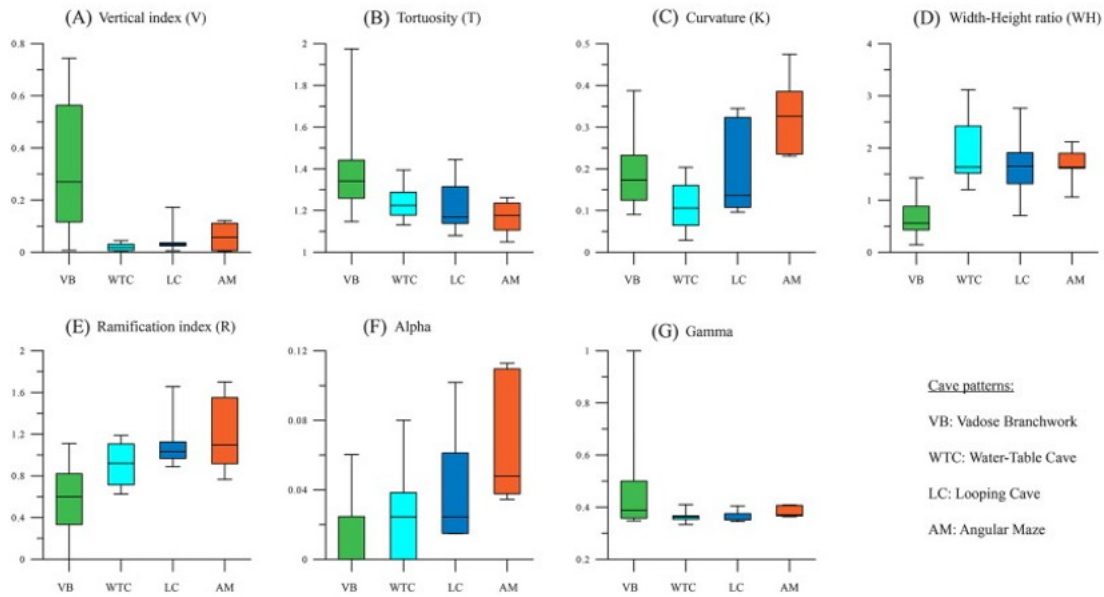 (A) Vertical index (V)
0.8
0.6
0.4
0.2
0
VB WTC LC AM
(B) Tortuosity (T)
2
1.8
1.6
1.4
1.2
1
VB WTC LC AM
(C) Curvature (K)
0.5
0.4
0.3
0.2
0.1
0
VB WTC LC AM
(D) Width-Height ratio (WH)
4
3
2
1
0
VB WTC LC AM
(E) Ramification index (R)
2
1.6
1.2
0.8
0.4
0
VB WTC LC AM
(F) Alpha
0.12
0.08
0.04
0
VB WTC LC AM
(G) Gamma
1
0.8
0.6
0.4
0.2
VB WTC LC AM
Cave patterns:
VB: Vadose Branchwork
WTC: Water-Table Cave
LC: Looping Cave
AM: Angular Maze